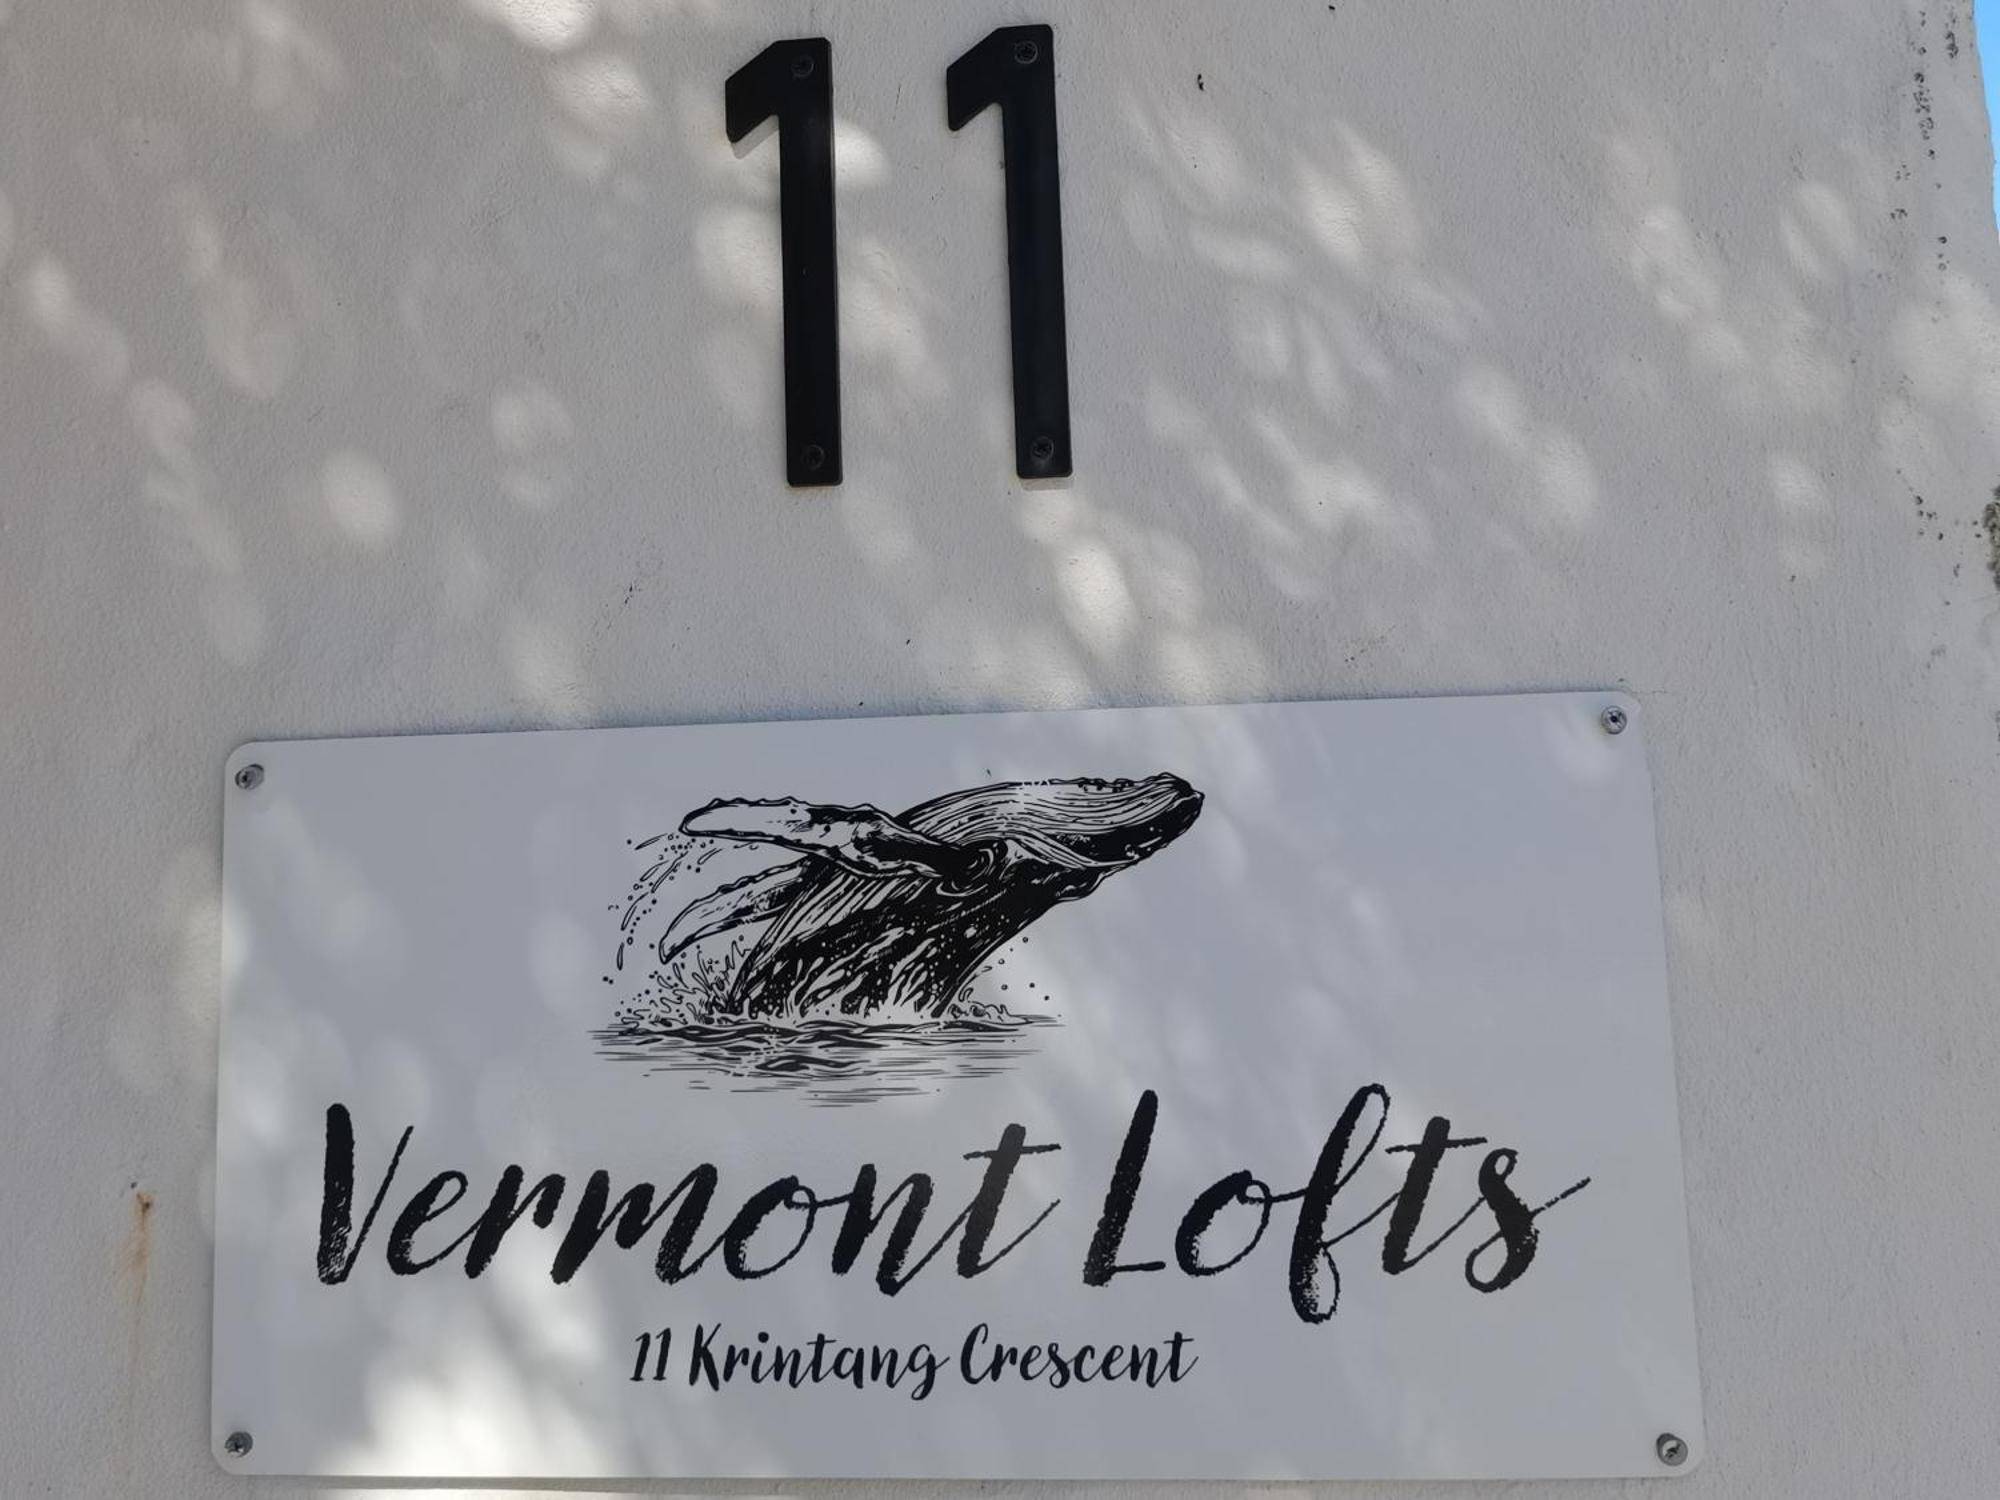 11
Vermont Lofts
11 Krintang Crescent